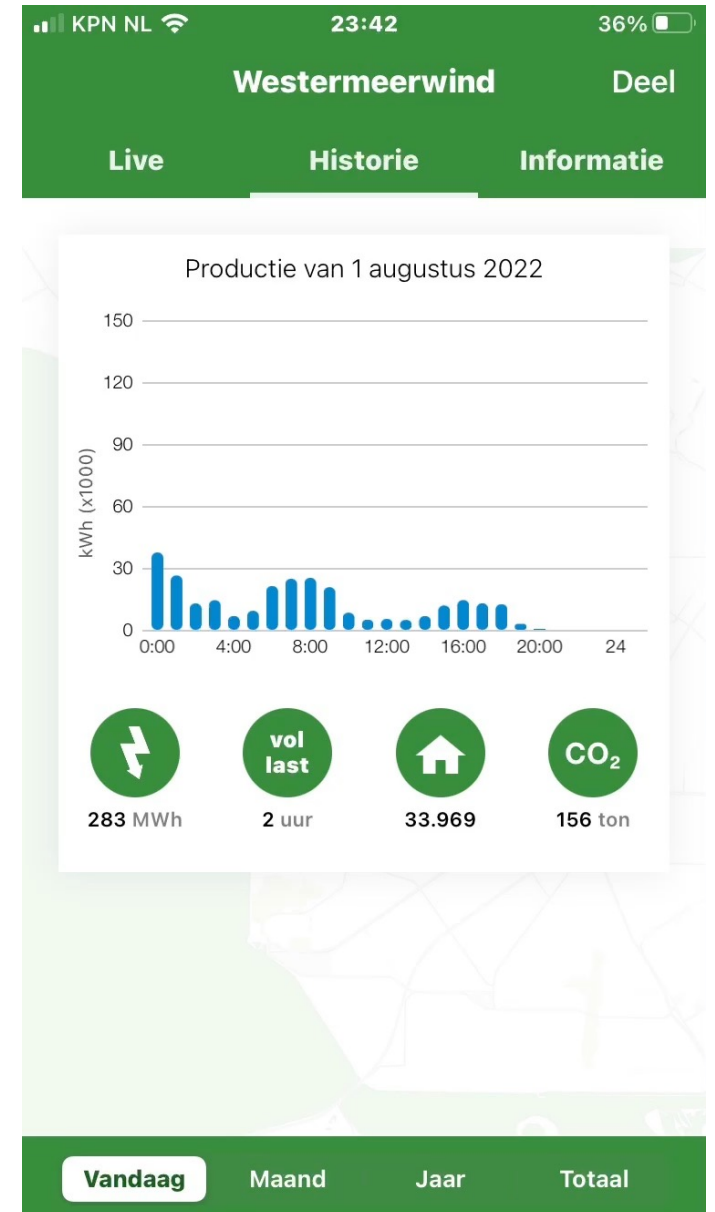 KPN NL 23:42 36%
Westermeerwind Deel
Live Historie Informatie
Productie van 1 augustus 2022
150
120
90
60
30
0
kWh (x1000)
0:00 4:00 8:00 12:00 16:00 20:00 24
vol
last
CO₂
283 MWh 2 uur 33.969 156 ton
Vandaag Maand Jaar Totaal